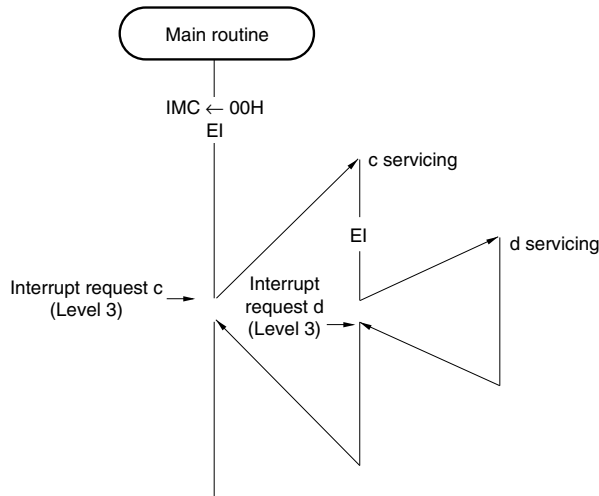 Main routine
IMC ← 00H
EI
c servicing
EI
d servicing
Interrupt request c
(Level 3)
Interrupt
request d
(Level 3)